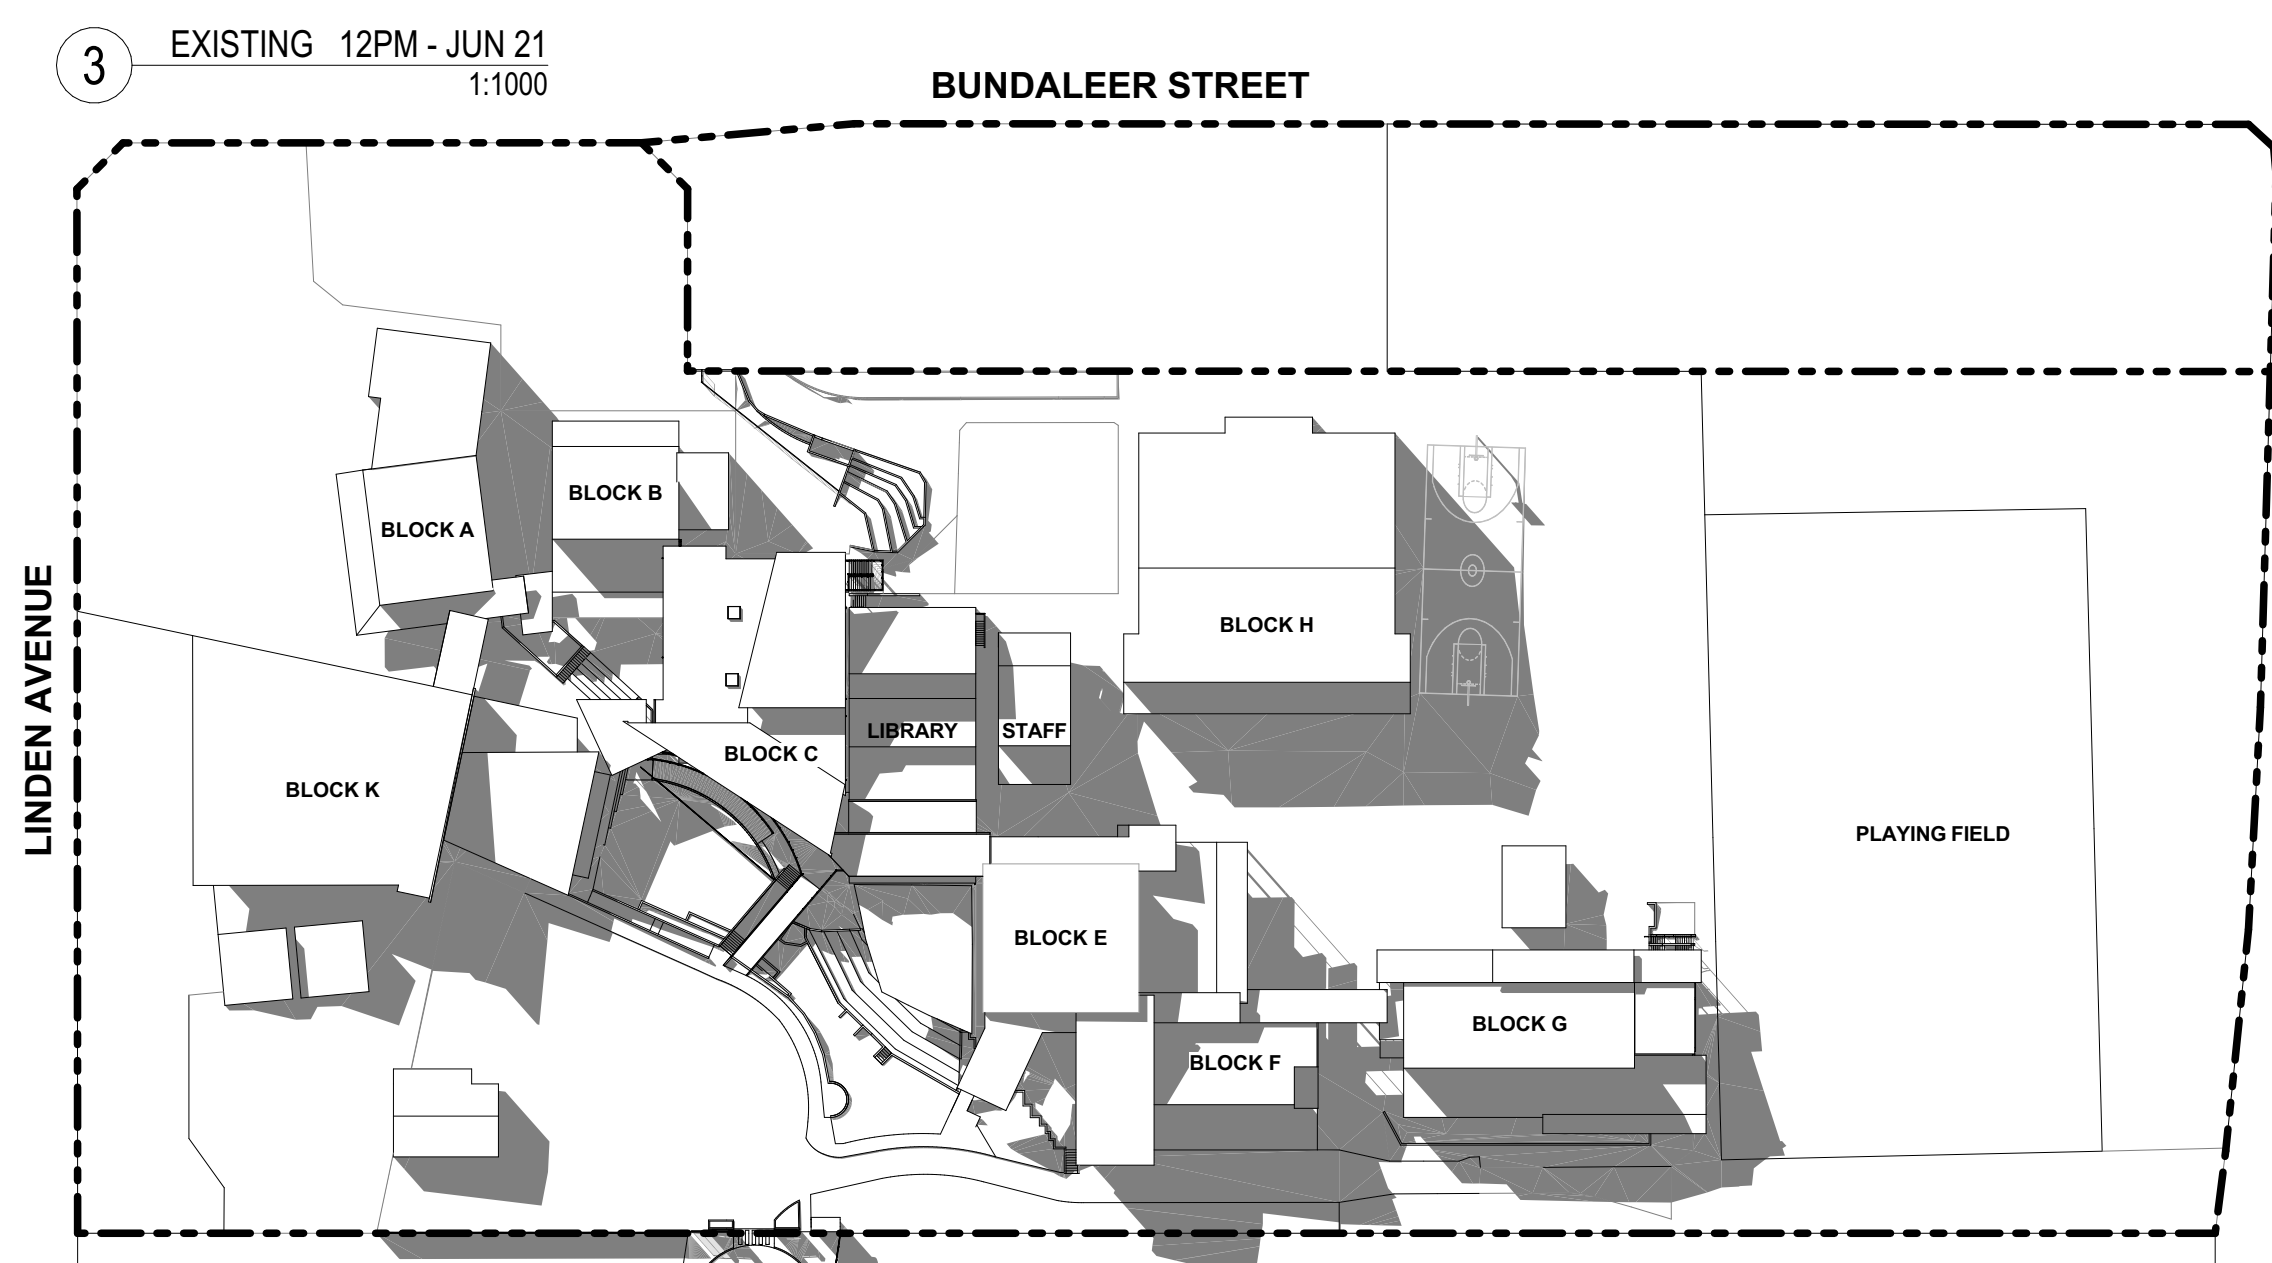 3
EXISTING 12PM - JUN 21
1:1000
BUNDALEER STREET
LINDEN AVENUE
BLOCK A
BLOCK B
BLOCK H
LIBRARY
STAFF
BLOCK C
BLOCK K
PLAYING FIELD
BLOCK E
BLOCK G
BLOCK F